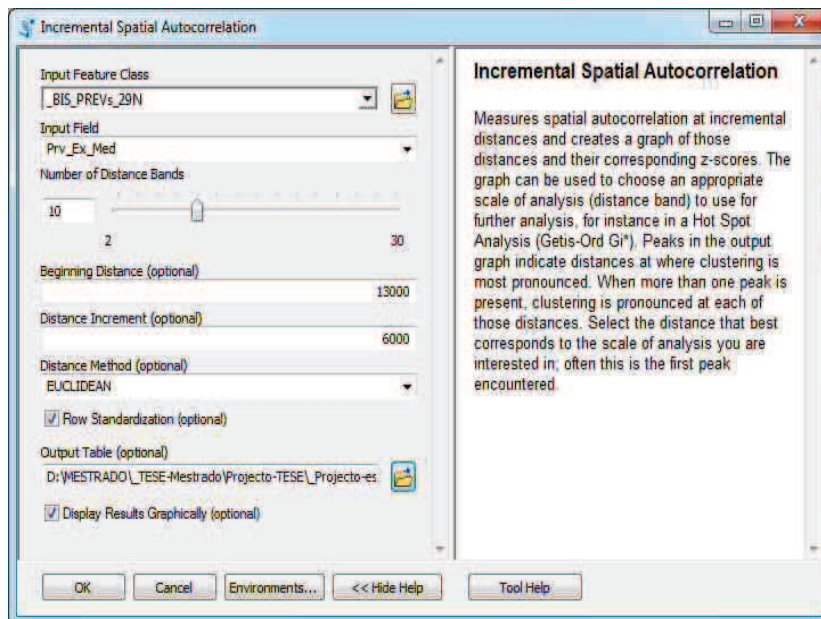 Incremental Spatial Autocorrelation
Input Feature Class
_BIS_PREVs_29N
Input Field
Prv_Ex_Med
Number of Distance Bands
10
2 30
Beginning Distance (optional)
13000
Distance Increment (optional)
6000
Distance Method (optional)
EUCLIDEAN
Row Standardization (optional)
Output Table (optional)
D:\MESTRADO\_TESE-Mestrado\Projecto-TESE\_Projecto-es
Display Results Graphically (optional)
Incremental Spatial Autocorrelation
Measures spatial autocorrelation at incremental
distances and creates a graph of those
distances and their corresponding z-scores. The
graph can be used to choose an appropriate
scale of analysis (distance band) to use for
further analysis, for instance in a Hot Spot
Analysis (Getis-Ord Gi*). Peaks in the output
graph indicate distances at where clustering is
most pronounced. When more than one peak is
present, clustering is pronounced at each of
those distances. Select the distance that best
corresponds to the scale of analysis you are
interested in; often this is the first peak
encountered.
OK Cancel Environments... << Hide Help Tool Help